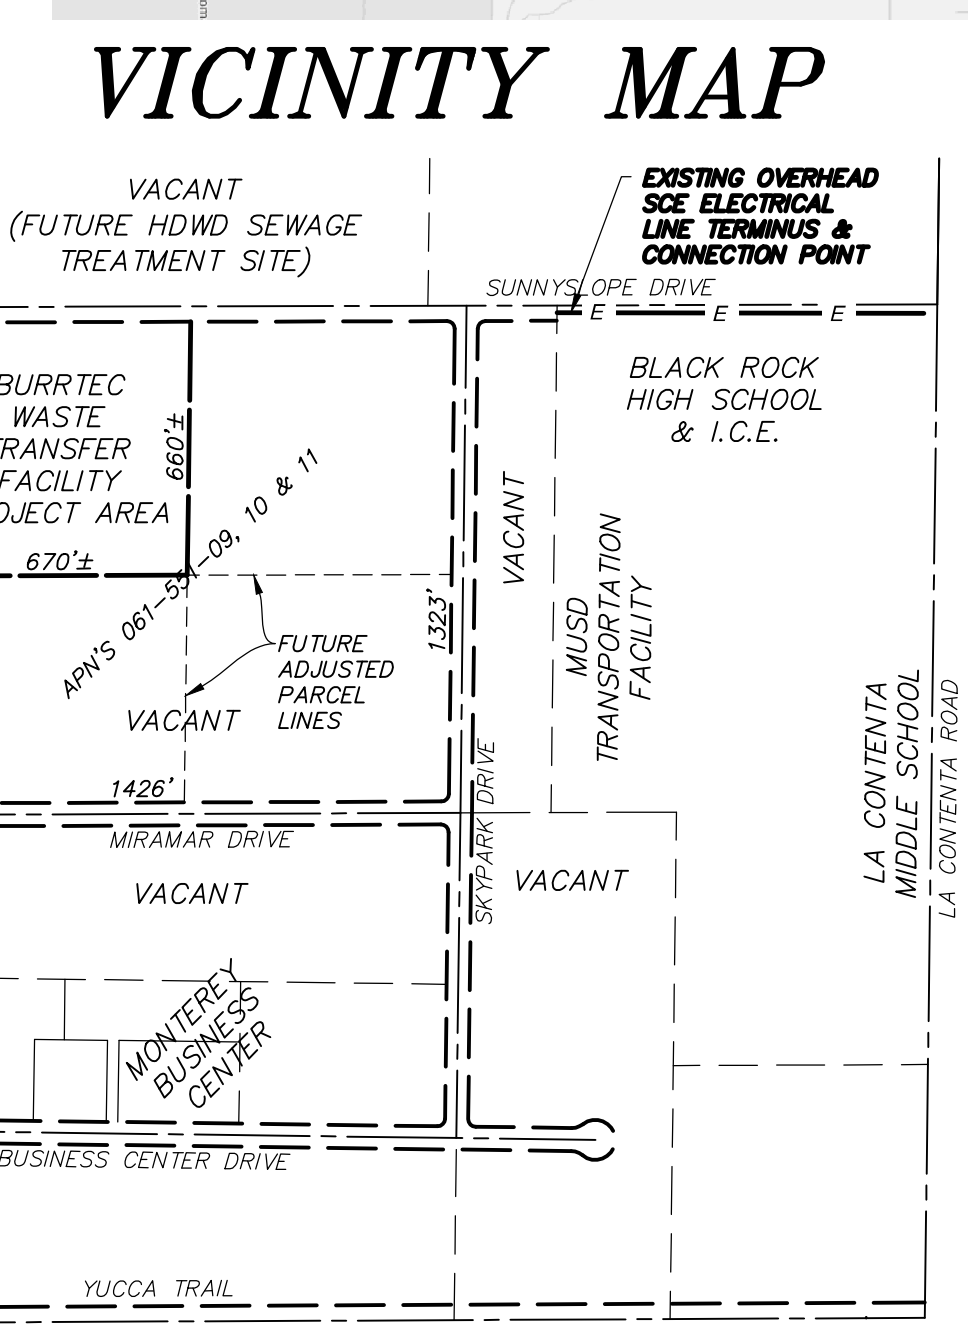 VICINITY MAP
VACANT
(FUTURE HDWD SEWAGE
TREATMENT SITE)
EXISTING OVERHEAD
SCE ELECTRICAL
LINE TERMINUS &
CONNECTION POINT
SUNNYSLOPE DRIVE
E E E
BURRTEC
WASTE
TRANSFER
FACILITY
OJECT AREA
660'±
670'±
APN'S 061-557-09, 10 & 11
BLACK ROCK
HIGH SCHOOL
& I.C.E.
VACANT
MUSD
TRANSPORTATION
FACILITY
1323'
FUTURE
ADJUSTED
PARCEL
LINES
VACANT
1426'
MIRAMAR DRIVE
SKYPARK DRIVE
LA CONTENTA
MIDDLE SCHOOL
LA CONTENTA ROAD
VACANT
VACANT
MONTEREY
BUSINESS
CENTER
BUSINESS CENTER DRIVE
YUCCA TRAIL